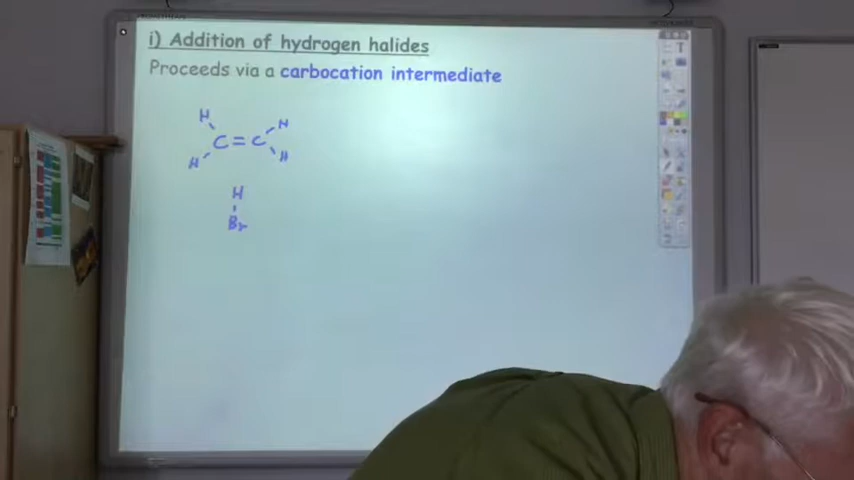 i) Addition of hydrogen halides
Proceeds via a carbocation intermediate
H H
C = C
H H
H
Br